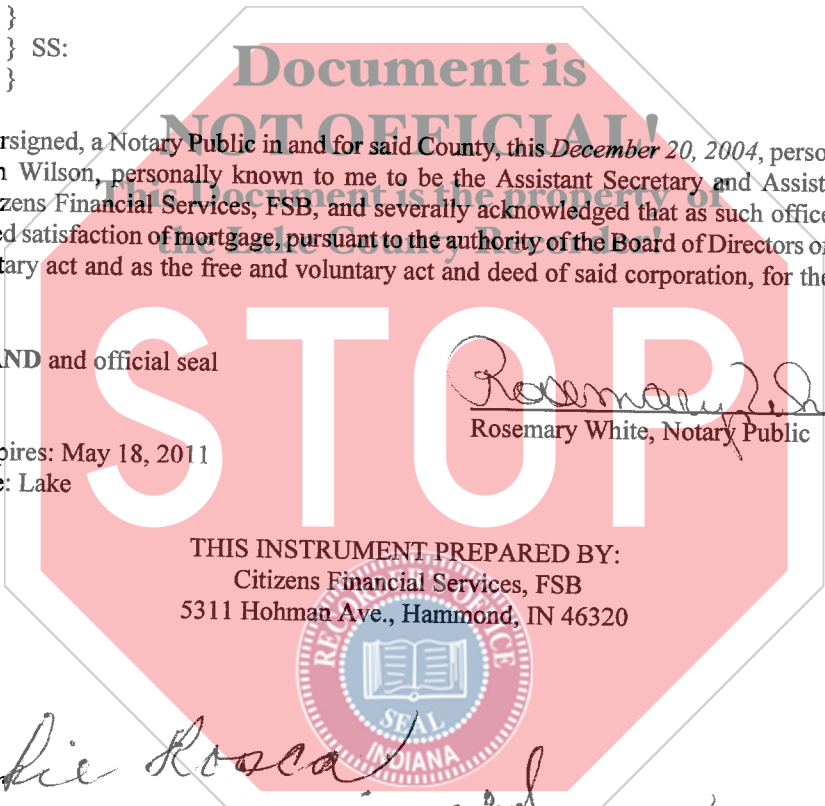 }
} SS:
}
Document is
NOT OFFICIAL!
This Document is the property of
the Lake County Recorder!
rsigned, a Notary Public in and for said County, this December 20, 2004, perso
n Wilson, personally known to me to be the Assistant Secretary and Assist
zens Financial Services, FSB, and severally acknowledged that as such office
ed satisfaction of mortgage, pursuant to the authority of the Board of Directors o
tary act and as the free and voluntary act and deed of said corporation, for the
STOP
AND and official seal
Rosemary
Rosemary White, Notary Public
pires: May 18, 2011
e: Lake
THIS INSTRUMENT PREPARED BY:
Citizens Financial Services, FSB
5311 Hohman Ave., Hammond, IN 46320
RECORDER OFFICE
SEAL
INDIANA